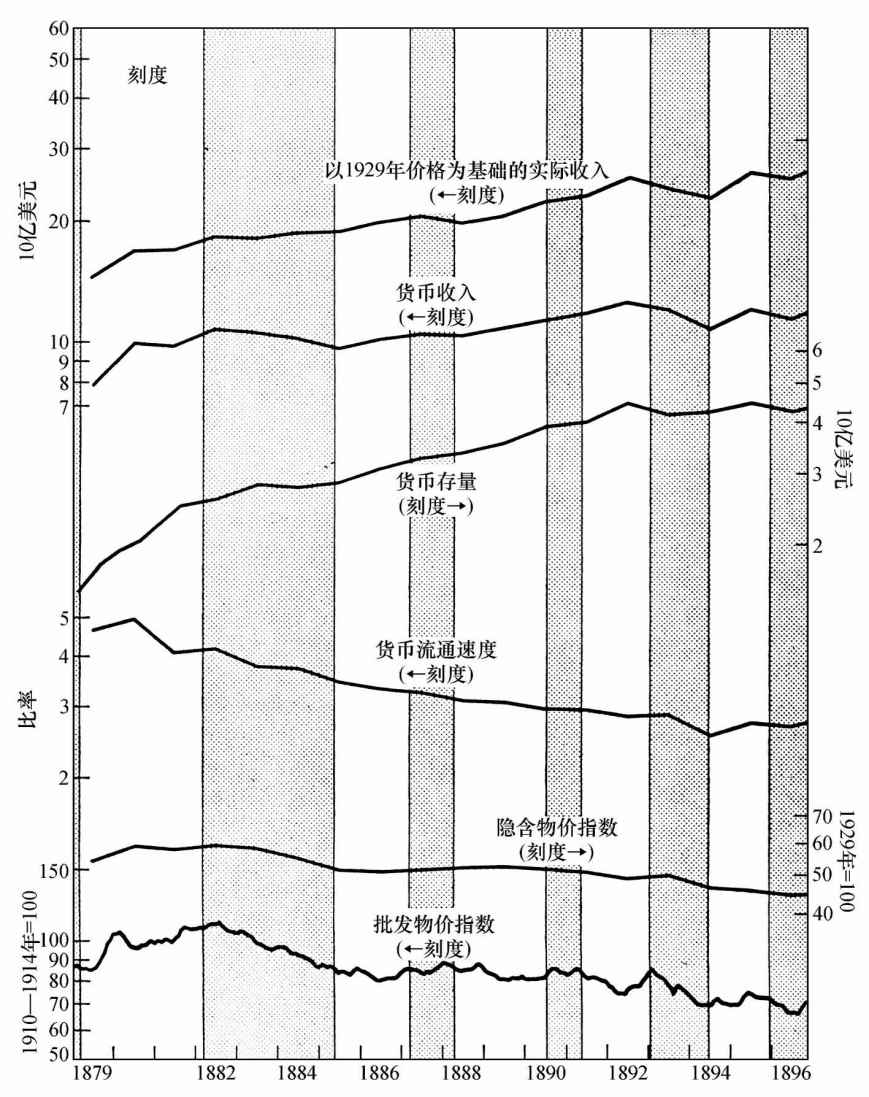 60
50
刻度
40
30
以1929年价格为基础的实际收入
(←刻度)
10亿美元
20
货币收入
(←刻度)
10
9
8
7
6
5
4
3
2
10亿美元
货币存量
(刻度→)
5
4
3
2
比率
货币流通速度
(←刻度)
隐含物价指数
(刻度→)
70
60
50
40
1929年=100
150
100
90
80
70
60
50
1910—1914年=100
批发物价指数
(←刻度)
1879 1882 1884 1886 1888 1890 1892 1894 1896